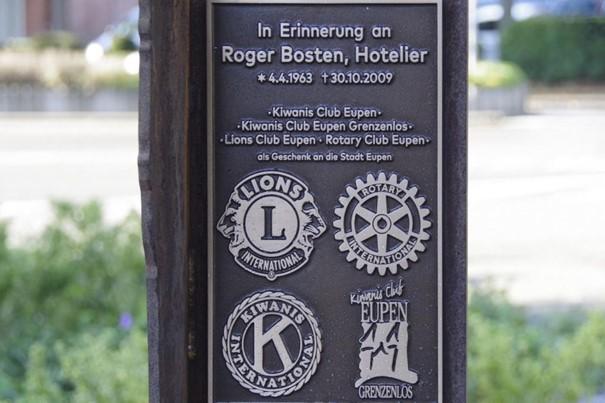 In Erinnerung an
Roger Bosten, Hotelier
* 4.4.1963 † 30.10.2009
· Kiwanis Club Eupen ·
· Kiwanis Club Eupen Grenzenlos ·
· Lions Club Eupen · Rotary Club Eupen ·
als Geschenk an die Stadt Eupen
LIONS
L
INTERNATIONAL
®
ROTARY
INTERNATIONAL
KIWANIS
K
INTERNATIONAL
Kiwanis Club
EUPEN
GRENZENLOS